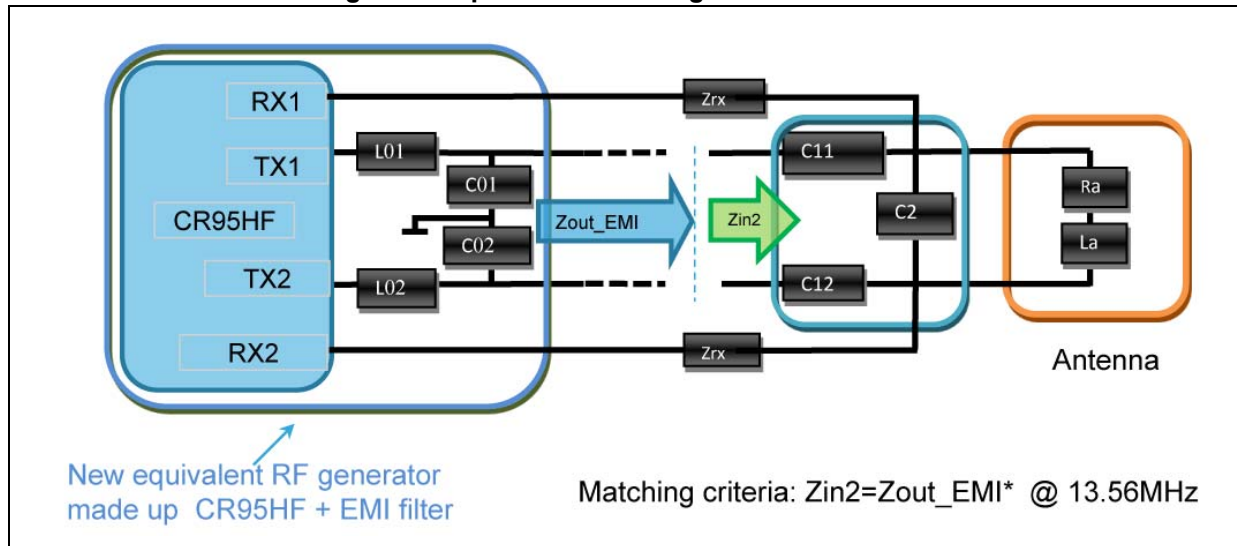 RX1
Zrx
TX1
L01
C01
C11
Ra
CR95HF
Zout_EMI
Zin2
C2
C02
La
TX2
L02
C12
RX2
Zrx
Antenna
New equivalent RF generator
made up CR95HF + EMI filter
Matching criteria: Zin2=Zout_EMI* @ 13.56MHz